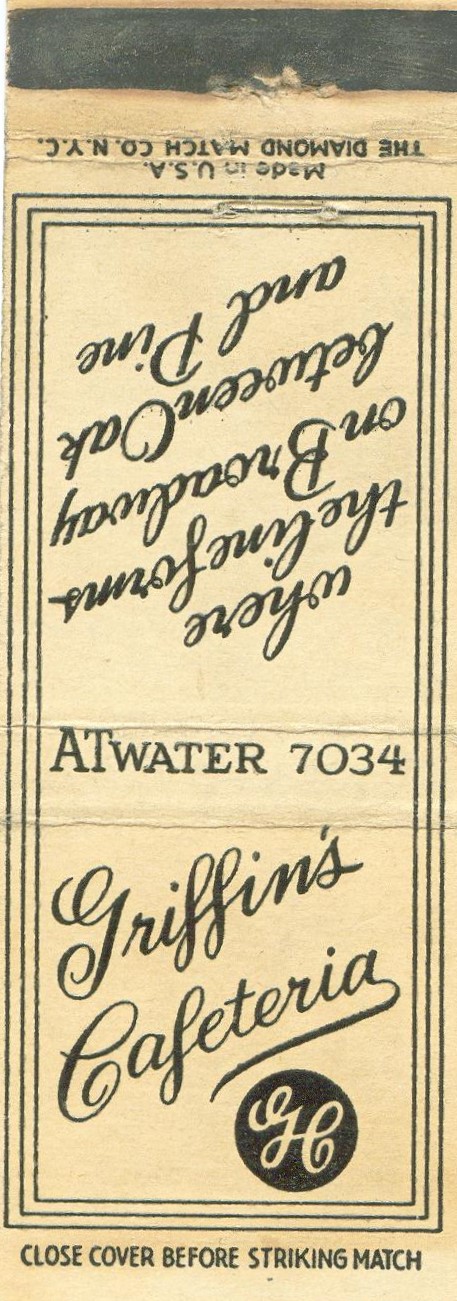 THE DIAMOND MATCH CO. N.Y.C.
Made in U.S.A.
where
the line forms
on Broadway
between Oak
and Pine
ATWATER 7034
Griffin's
Cafeteria
CLOSE COVER BEFORE STRIKING MATCH